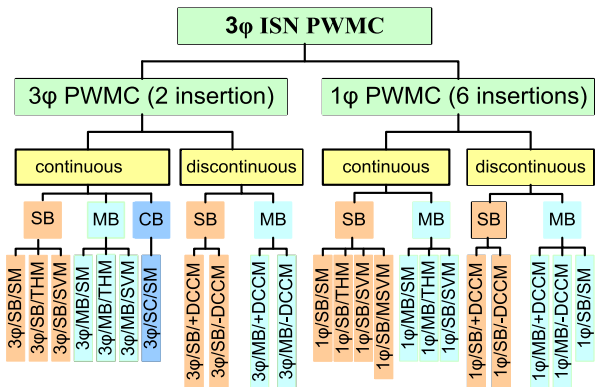 3φ ISN PWMC
3φ PWMC (2 insertion)
1φ PWMC (6 insertions)
continuous
discontinuous
continuous
discontinuous
SB
MB
CB
SB
MB
SB
MB
SB
MB
3φ/SB/SM
3φ/SB/THM
3φ/SB/SVM
3φ/MB/SM
3φ/MB/THM
3φ/MB/SVM
3φ/SC/SM
3φ/SB/+DCCM
3φ/SB/-DCCM
3φ/MB/+DCCM
3φ/MB/-DCCM
1φ/SB/SM
1φ/SB/THM
1φ/SB/SVM
1φ/SB/MSVM
1φ/MB/SM
1φ/MB/THM
1φ/SB/SVM
1φ/SB/+DCCM
1φ/SB/-DCCM
1φ/MB/+DCCM
1φ/MB/-DCCM
1φ/SB/SM